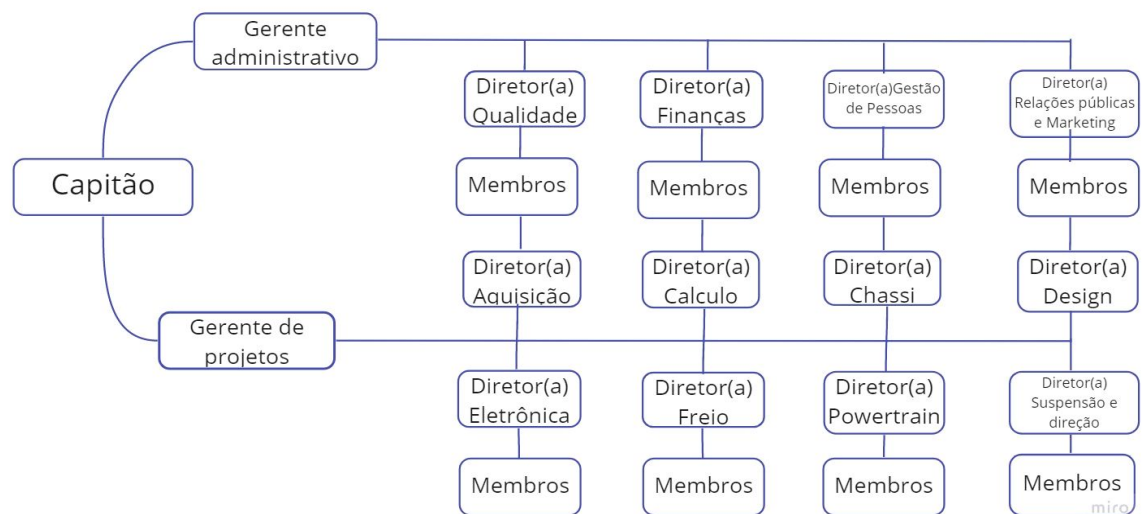 Gerente
administrativo
Diretor(a)
Qualidade
Diretor(a)
Finanças
Diretor(a)Gestão
de Pessoas
Diretor(a)
Relações públicas
e Marketing
Capitão
Membros
Membros
Membros
Membros
Diretor(a)
Aquisição
Diretor(a)
Calculo
Diretor(a)
Chassi
Diretor(a)
Design
Gerente de
projetos
Diretor(a)
Eletrônica
Diretor(a)
Freio
Diretor(a)
Powertrain
Diretor(a)
Suspensão e
direção
Membros
Membros
Membros
Membros
miro